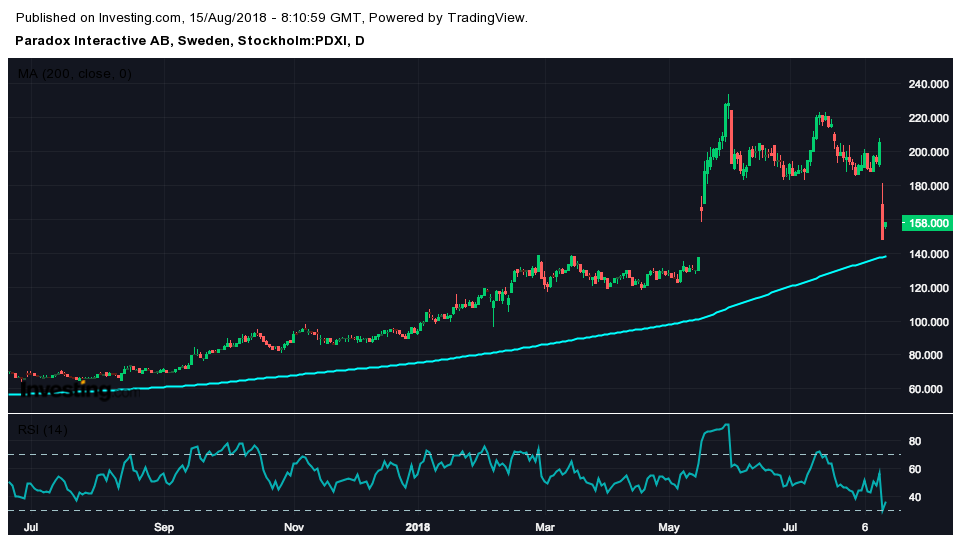 Published on Investing.com, 15/Aug/2018 - 8:10:59 GMT, Powered by TradingView.
Paradox Interactive AB, Sweden, Stockholm:PDXI, D
MA (200, close, 0)
240.000
220.000
200.000
180.000
158.000
140.000
120.000
100.000
80.000
60.000
Investing.com
RSI (14)
80
60
40
Jul Sep Nov 2018 Mar May Jul 6